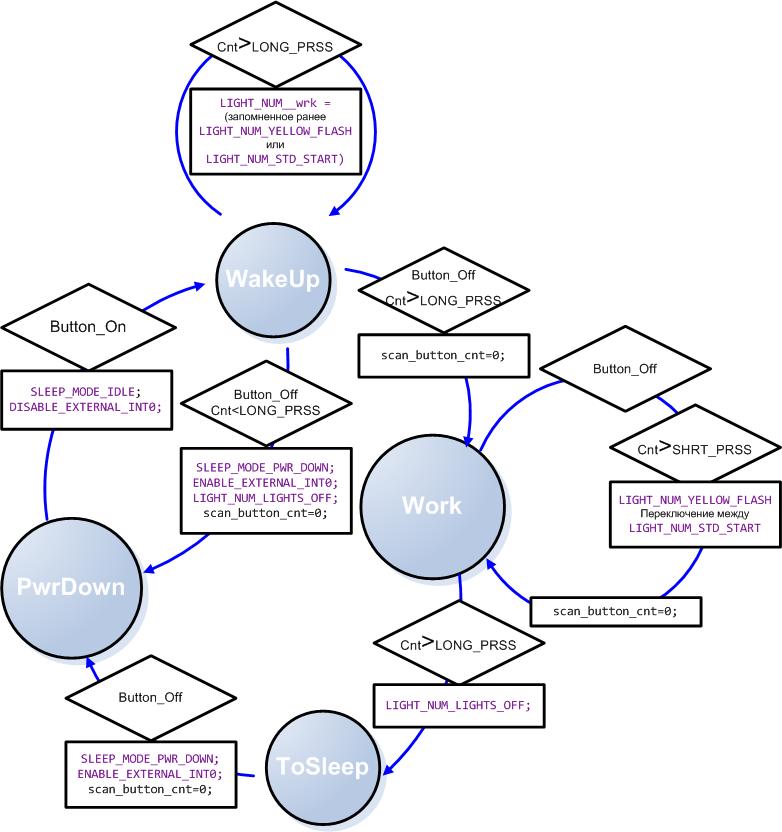 Cnt>LONG_PRSS
LIGHT_NUM__wrk =
(запомненное ранее
LIGHT_NUM_YELLOW_FLASH
или
LIGHT_NUM_STD_START)
WakeUp
Button_Off
Cnt>LONG_PRSS
scan_button_cnt=0;
Button_On
SLEEP_MODE_IDLE;
DISABLE_EXTERNAL_INT0;
Button_Off
Cnt<LONG_PRSS
SLEEP_MODE_PWR_DOWN;
ENABLE_EXTERNAL_INT0;
LIGHT_NUM_LIGHTS_OFF;
scan_button_cnt=0;
Button_Off
Cnt>SHRT_PRSS
LIGHT_NUM_YELLOW_FLASH
Переключение между
LIGHT_NUM_STD_START
scan_button_cnt=0;
Work
PwrDown
Cnt>LONG_PRSS
LIGHT_NUM_LIGHTS_OFF;
Button_Off
SLEEP_MODE_PWR_DOWN;
ENABLE_EXTERNAL_INT0;
scan_button_cnt=0;
ToSleep